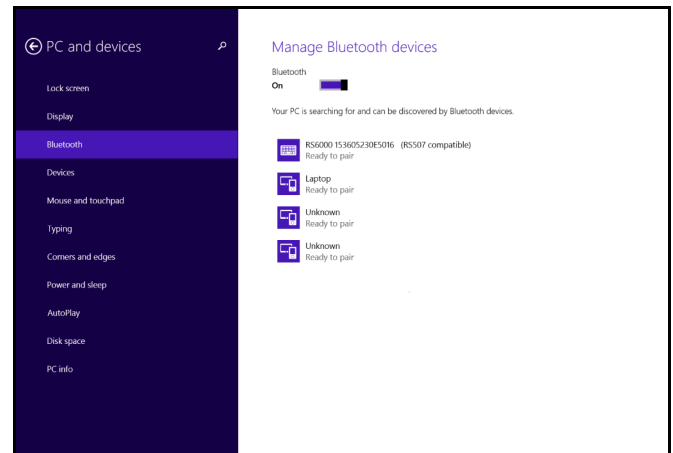 PC and devices
Lock screen
Display
Bluetooth
Devices
Mouse and touchpad
Typing
Corners and edges
Power and sleep
AutoPlay
Disk space
PC info
Manage Bluetooth devices
Bluetooth
On
Your PC is searching for and can be discovered by Bluetooth devices.
RS6000 153605230E5016 (RS507 compatible)
Ready to pair
Laptop
Ready to pair
Unknown
Ready to pair
Unknown
Ready to pair